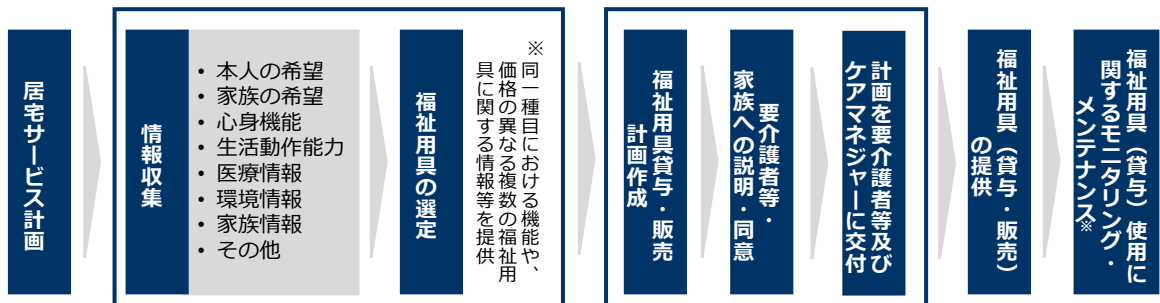 居宅サービス計画
情報収集
• 本人の希望
• 家族の希望
• 心身機能
• 生活動作能力
• 医療情報
• 環境情報
• 家族情報
• その他
福祉用具の選定
※
同一種目における機能や、
価格の異なる複数の福祉用
具に関する情報等を提供
福祉用具貸与・販売
計画作成
要介護者等・
家族への説明・同意
計画を要介護者等及び
ケアマネジャーに交付
福祉用具（貸与・販売）
の提供
福祉用具（貸与）使用に
関するモニタリング・
メンテナンス※